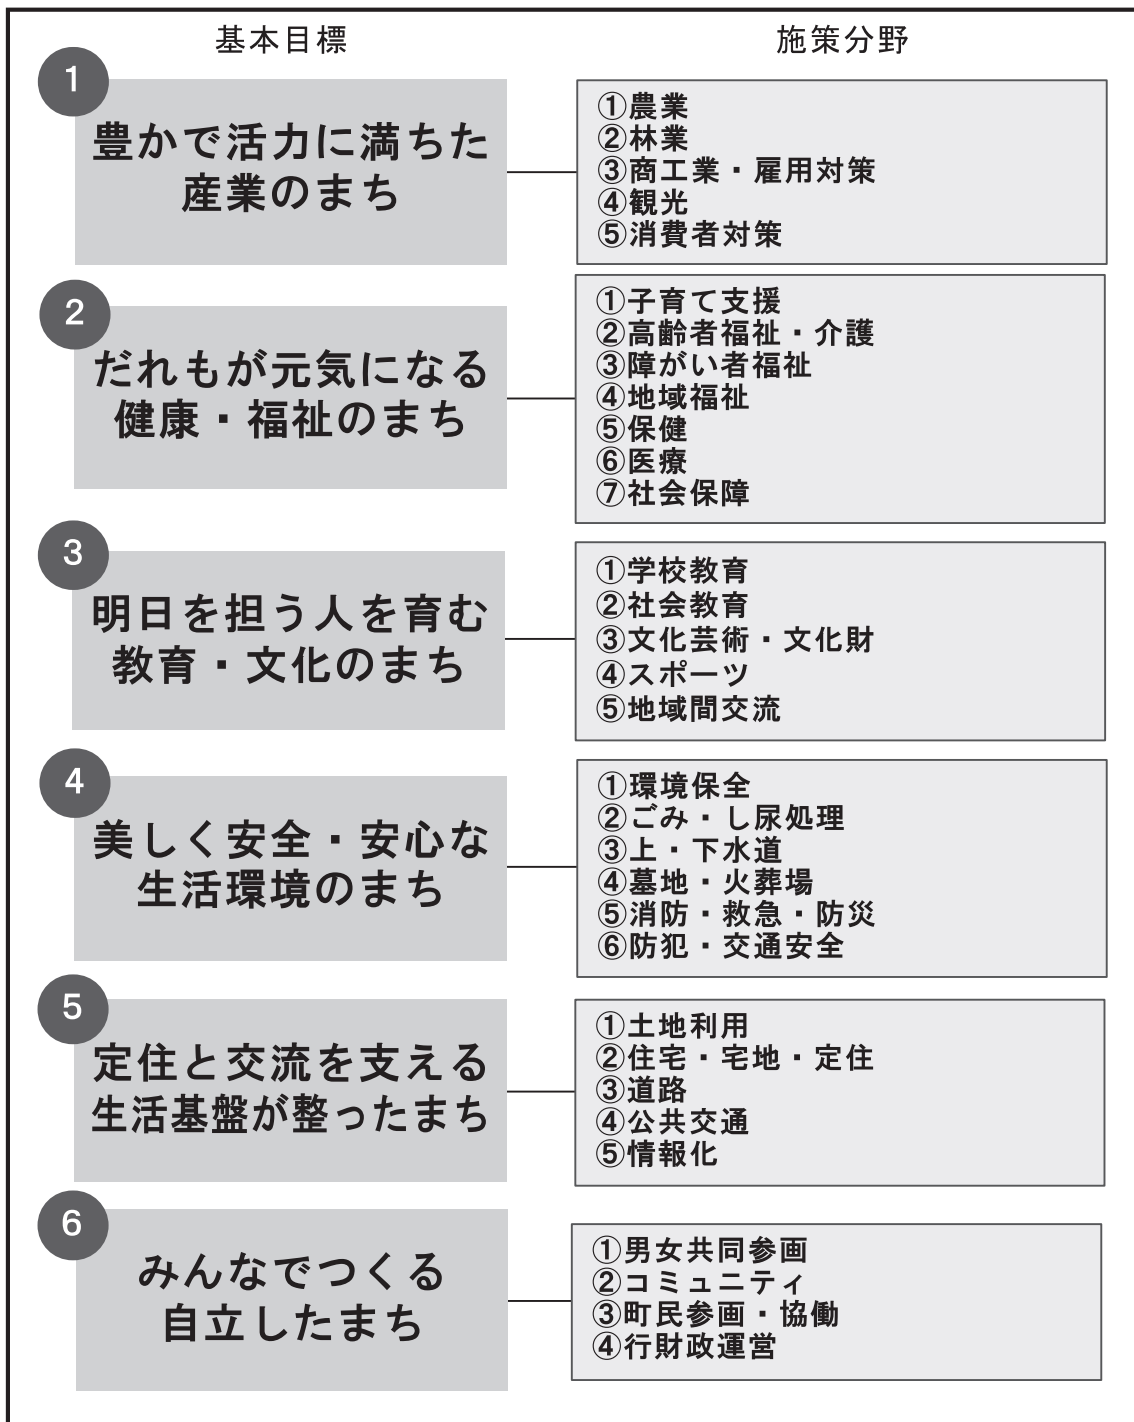 基本目標
施策分野
1
豊かで活力に満ちた
産業のまち
①農業
②林業
③商工業・雇用対策
④観光
⑤消費者対策
2
だれもが元気になる
健康・福祉のまち
①子育て支援
②高齢者福祉・介護
③障がい者福祉
④地域福祉
⑤保健
⑥医療
⑦社会保障
3
明日を担う人を育む
教育・文化のまち
①学校教育
②社会教育
③文化芸術・文化財
④スポーツ
⑤地域間交流
4
美しく安全・安心な
生活環境のまち
①環境保全
②ごみ・し尿処理
③上・下水道
④墓地・火葬場
⑤消防・救急・防災
⑥防犯・交通安全
5
定住と交流を支える
生活基盤が整ったまち
①土地利用
②住宅・宅地・定住
③道路
④公共交通
⑤情報化
6
みんなでつくる
自立したまち
①男女共同参画
②コミュニティ
③町民参画・協働
④行財政運営